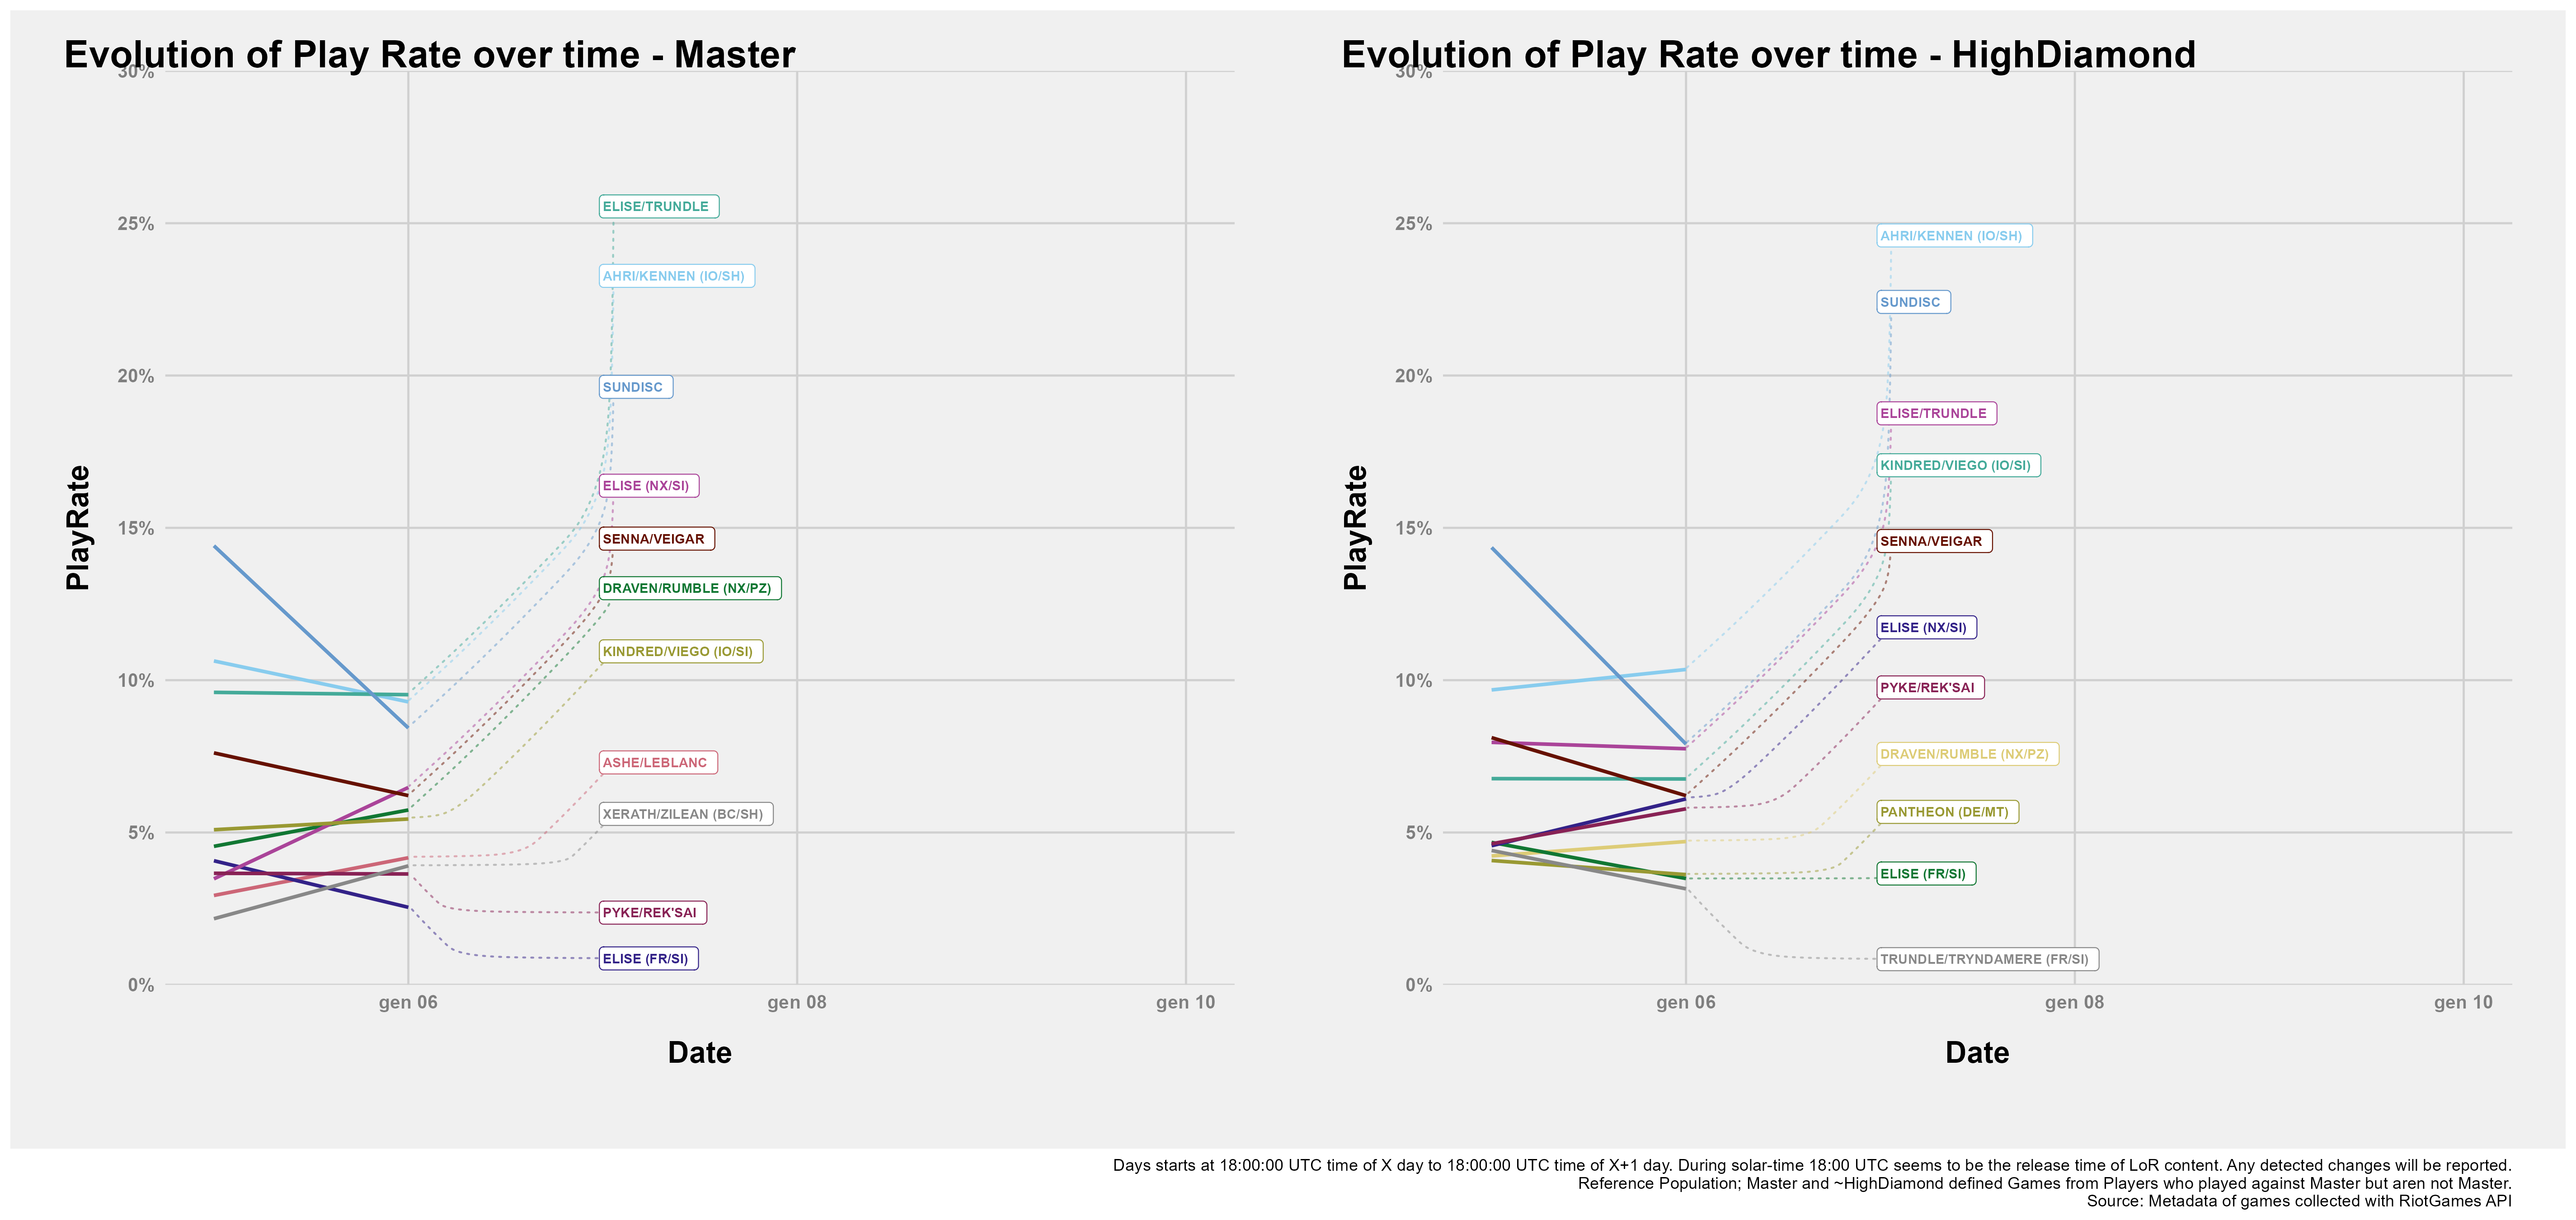 Evolution of Play Rate over time - Master
30%
25%
20%
15%
10%
5%
0%
PlayRate
ELISE/TRUNDLE
AHRI/KENNEN (IO/SH)
SUNDISC
ELISE (NX/SI)
SENNA/VEIGAR
DRAVEN/RUMBLE (NX/PZ)
KINDRED/VIEGO (IO/SI)
ASHE/LEBLANC
XERATH/ZILEAN (BC/SH)
PYKE/REK'SAI
ELISE (FR/SI)
gen 06
gen 08
gen 10
Date
Evolution of Play Rate over time - HighDiamond
30%
25%
20%
15%
10%
5%
0%
PlayRate
AHRI/KENNEN (IO/SH)
SUNDISC
ELISE/TRUNDLE
KINDRED/VIEGO (IO/SI)
SENNA/VEIGAR
ELISE (NX/SI)
PYKE/REK'SAI
DRAVEN/RUMBLE (NX/PZ)
PANTHEON (DE/MT)
ELISE (FR/SI)
TRUNDLE/TRYNDAMERE (FR/SI)
gen 06
gen 08
gen 10
Date
Days starts at 18:00:00 UTC time of X day to 18:00:00 UTC time of X+1 day. During solar-time 18:00 UTC seems to be the release time of LoR content. Any detected changes will be reported.
Reference Population; Master and ~HighDiamond defined Games from Players who played against Master but aren not Master.
Source: Metadata of games collected with RiotGames API